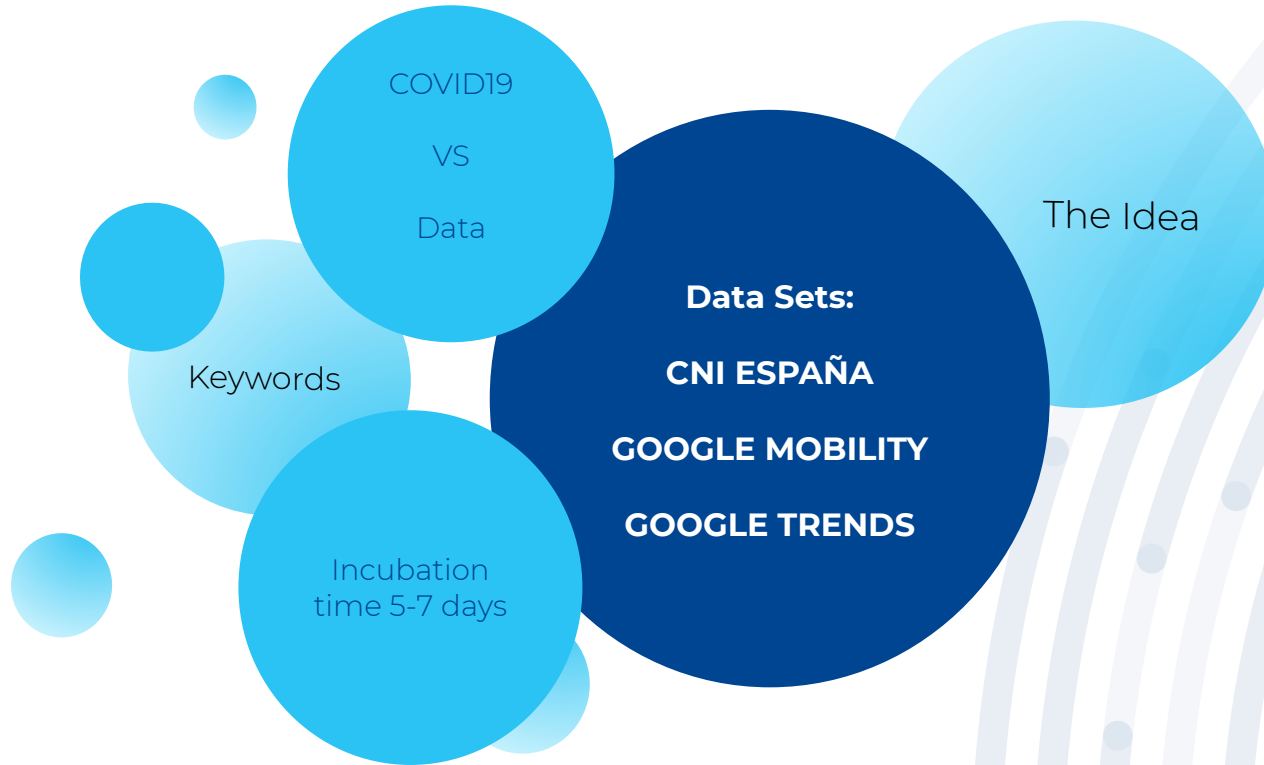 COVID19
VS
Data
The Idea
Data Sets:
CNI ESPAÑA
GOOGLE MOBILITY
GOOGLE TRENDS
Keywords
Incubation
time 5-7 days